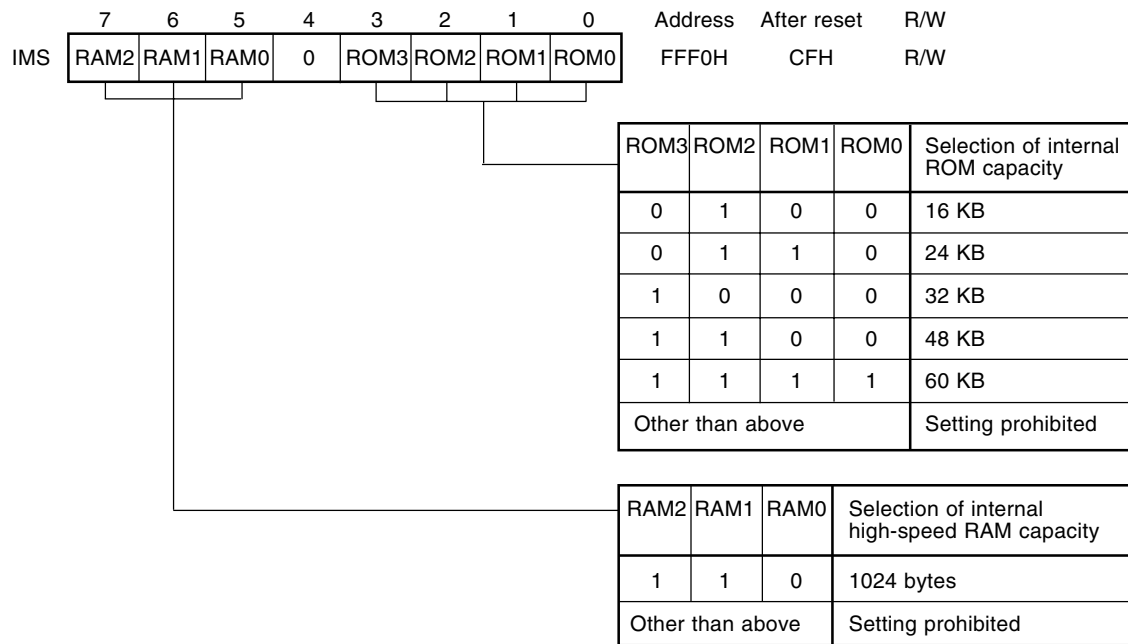 7 6 5 4 3 2 1 0 Address After reset R/W
IMS RAM2 RAM1 RAM0 0 ROM3 ROM2 ROM1 ROM0 FFF0H CFH R/W
ROM3 ROM2 ROM1 ROM0 Selection of internal
ROM capacity
0 1 0 0 16 KB
0 1 1 0 24 KB
1 0 0 0 32 KB
1 1 0 0 48 KB
1 1 1 1 60 KB
Other than above Setting prohibited
RAM2 RAM1 RAM0 Selection of internal
high-speed RAM capacity
1 1 0 1024 bytes
Other than above Setting prohibited